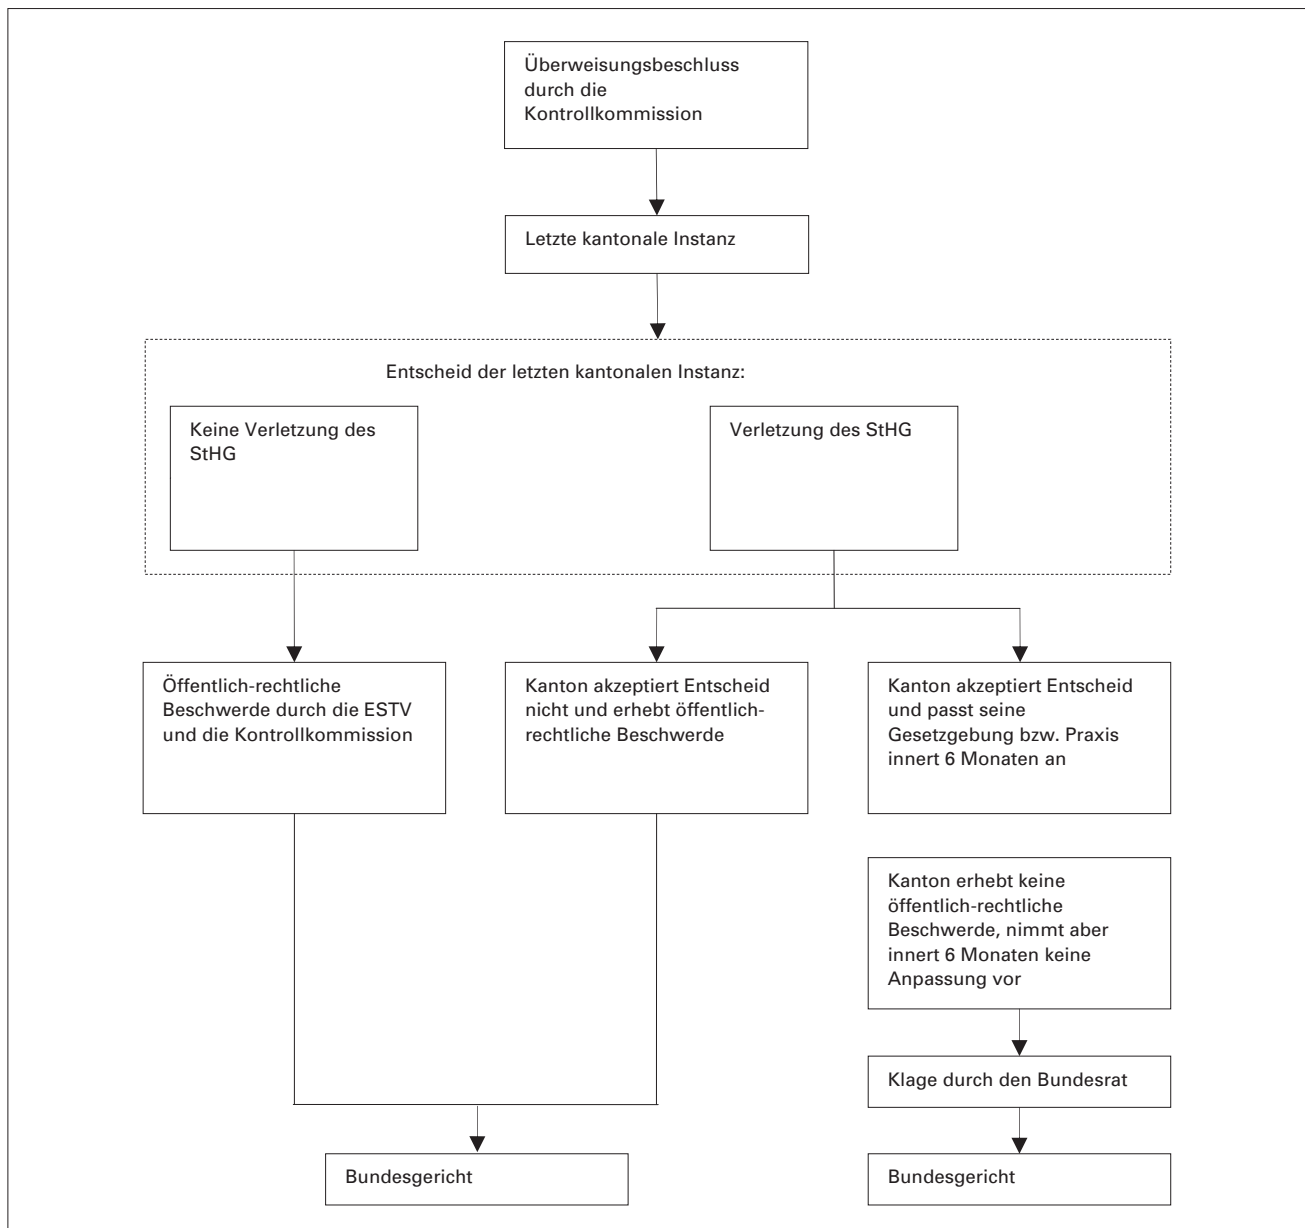 Überweisungsbeschluss
durch die
Kontrollkommission
Letzte kantonale Instanz
Entscheid der letzten kantonalen Instanz:
Keine Verletzung des
StHG
Verletzung des StHG
Öffentlich-rechtliche
Beschwerde durch die ESTV
und die Kontrollkommission
Kanton akzeptiert Entscheid
nicht und erhebt öffentlich-
rechtliche Beschwerde
Kanton akzeptiert Entscheid
und passt seine
Gesetzgebung bzw. Praxis
innert 6 Monaten an
Kanton erhebt keine
öffentlich-rechtliche
Beschwerde, nimmt aber
innert 6 Monaten keine
Anpassung vor
Klage durch den Bundesrat
Bundesgericht
Bundesgericht